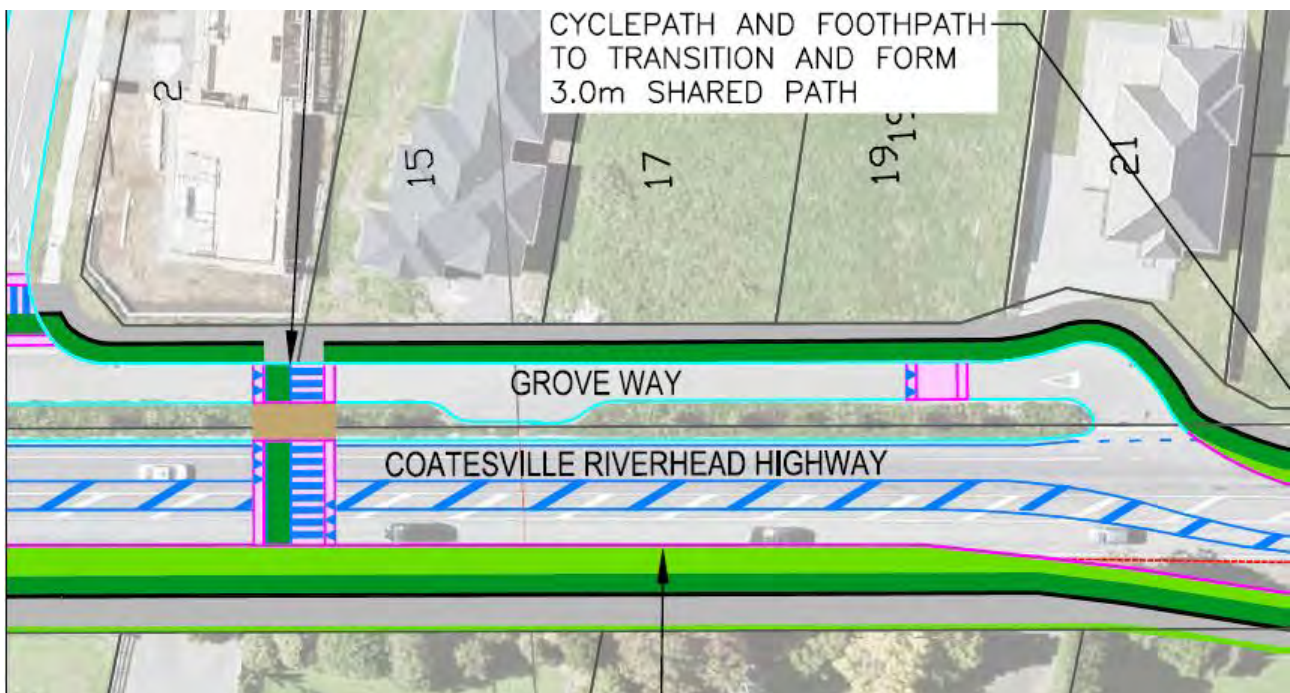 CYCLEPATH AND FOOTHPATH
TO TRANSITION AND FORM
3.0m SHARED PATH
2
15
17
19
19
21
GROVE WAY
COATESVILLE RIVERHEAD HIGHWAY